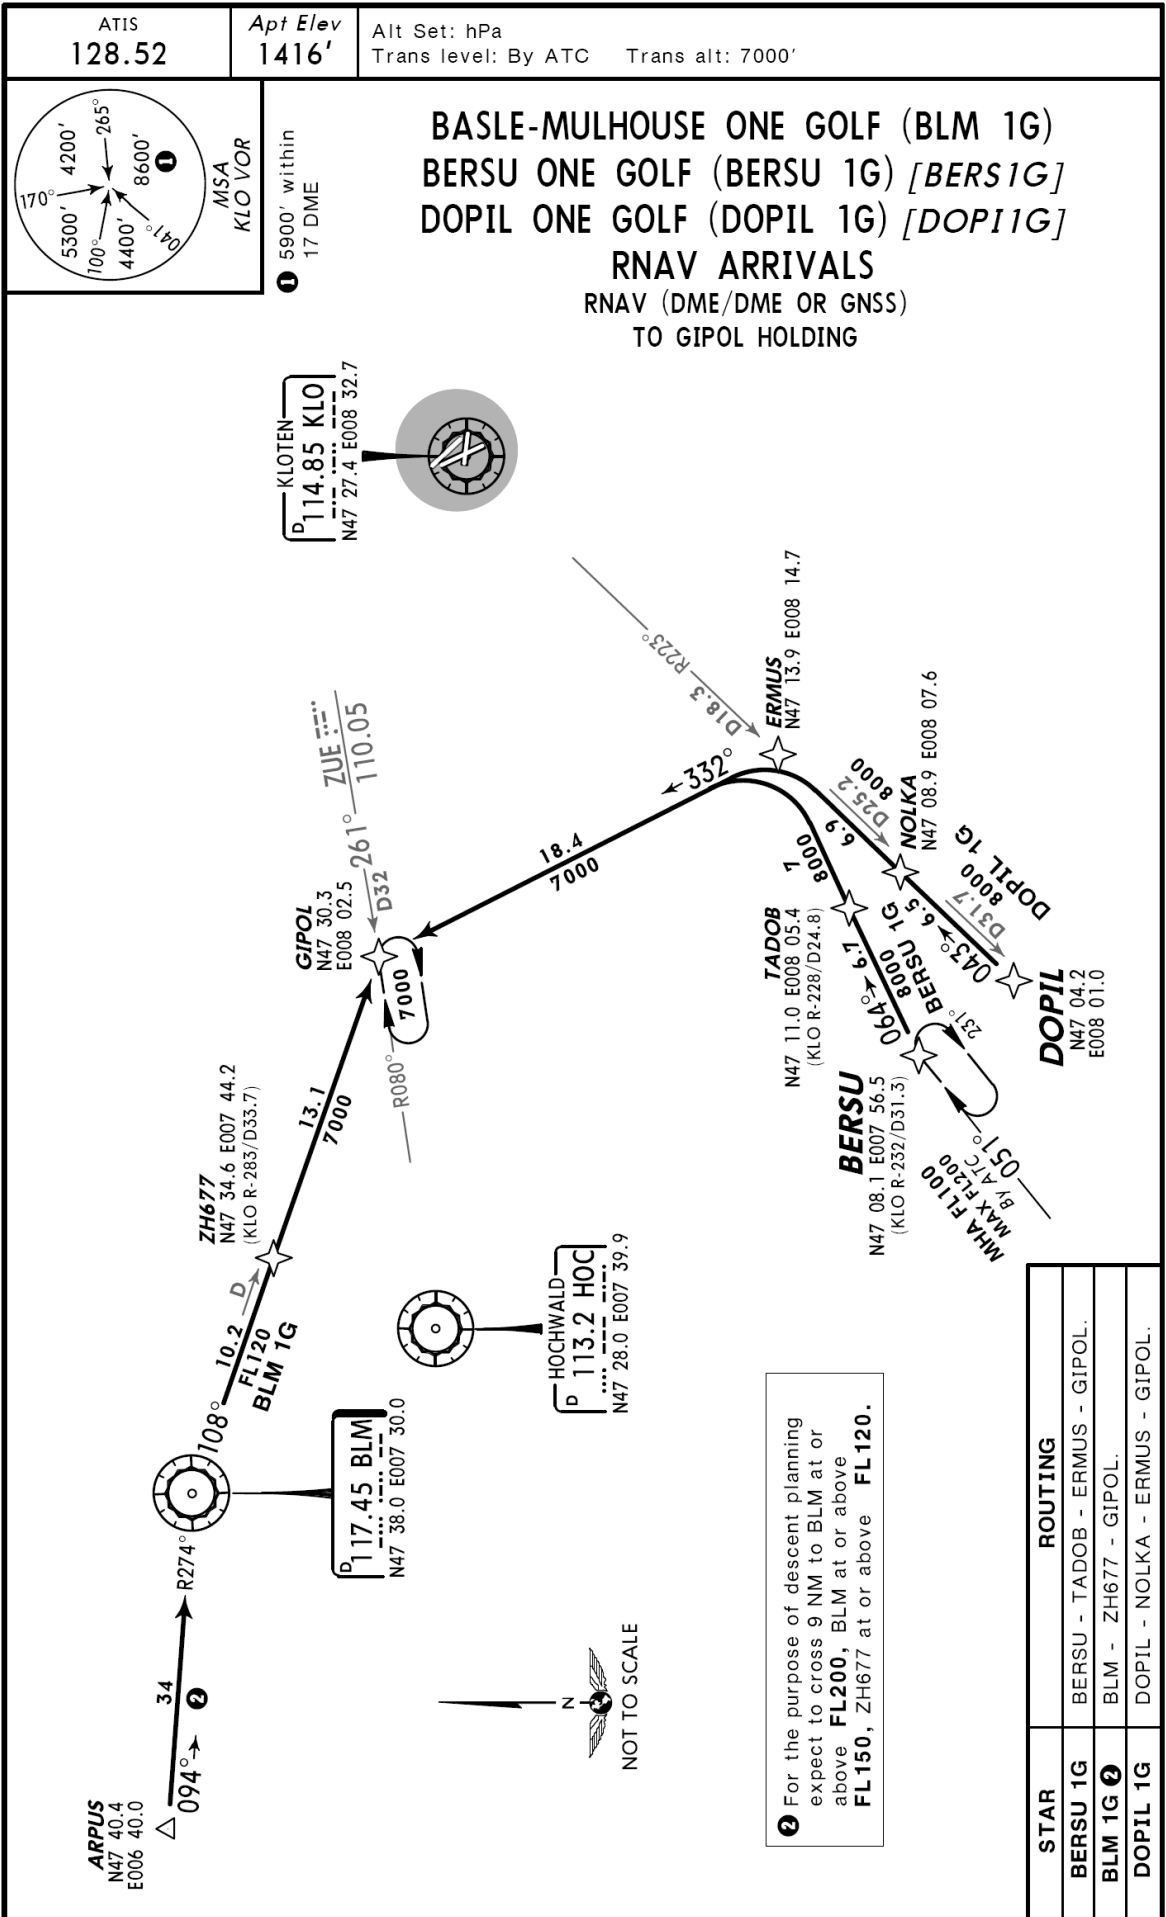 ATIS
128.52
Apt Elev
1416'
Alt Set: hPa
Trans level: By ATC    Trans alt: 7000'
BASLE-MULHOUSE ONE GOLF (BLM 1G)
BERSU ONE GOLF (BERSU 1G) [BERS1G]
DOPIL ONE GOLF (DOPIL 1G) [DOPI1G]
RNAV ARRIVALS
RNAV (DME/DME OR GNSS)
TO GIPOL HOLDING
265°
4200'
8600' 1
170°
5300'
100°
4400'
041°
MSA
KLO VOR
1 5900' within
17 DME
KLOTEN
D 114.85 KLO
N47 27.4 E008 32.7
ZUE
110.05
261°
D32
GIPOL
N47 30.3
E008 02.5
7000
R080°
R223°
D18.3
ERMUS
N47 13.9 E008 14.7
332°
18.4
7000
D25.2
8000
6.9
NOLKA
N47 08.9 E008 07.6
7
8000
TADOB
N47 11.0 E008 05.4
(KLO R-228/D24.8)
DOPIL 1G
8000
D31.7
6.5
043°
DOPIL
N47 04.2
E008 01.0
BERSU 1G
8000
6.7
064°
231°
BERSU
N47 08.1 E007 56.5
(KLO R-232/D31.3)
051°
MHA FL100
MAX FL200
By ATC
ZH677
N47 34.6 E007 44.2
(KLO R-283/D33.7)
13.1
7000
D
10.2
FL120
BLM 1G
108°
HOCHWALD
D 113.2 HOC
N47 28.0 E007 39.9
D 117.45 BLM
N47 38.0 E007 30.0
R274°
34
2
094°
ARPUS
N47 40.4
E006 40.0
N
NOT TO SCALE
2 For the purpose of descent planning
expect to cross 9 NM to BLM at or
above FL200, BLM at or above
FL150, ZH677 at or above FL120.
STAR    ROUTING
BERSU 1G    BERSU - TADOB - ERMUS - GIPOL.
BLM 1G 2    BLM - ZH677 - GIPOL.
DOPIL 1G    DOPIL - NOLKA - ERMUS - GIPOL.